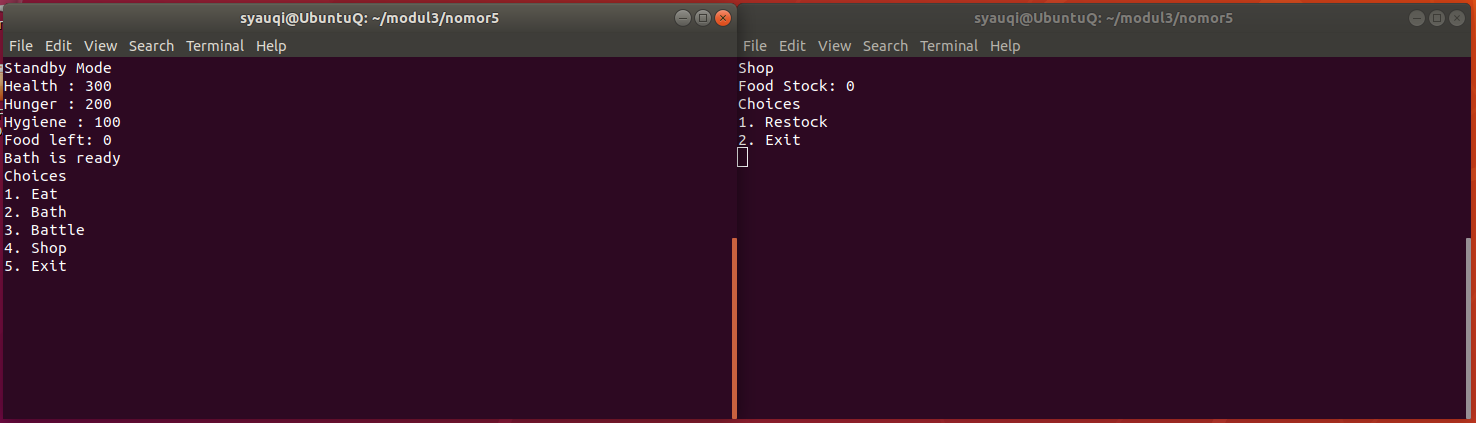 syauqi@UbuntuQ: ~/modul3/nomor5
File Edit View Search Terminal Help
Standby Mode
Health : 300
Hunger : 200
Hygiene : 100
Food left: 0
Bath is ready
Choices
1. Eat
2. Bath
3. Battle
4. Shop
5. Exit
syauqi@UbuntuQ: ~/modul3/nomor5
File Edit View Search Terminal Help
Shop
Food Stock: 0
Choices
1. Restock
2. Exit